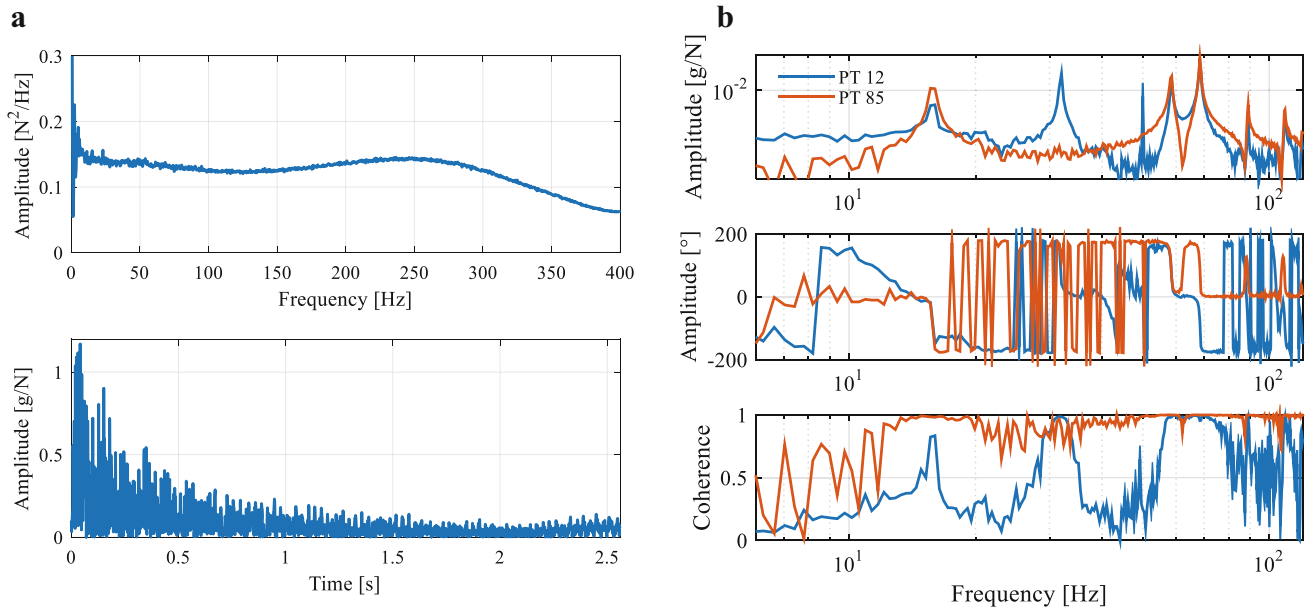 a
0.3
0.2
0.1
0
Amplitude [N²/Hz]
0 50 100 150 200 250 300 350 400
Frequency [Hz]
1
0.5
0
Amplitude [g/N]
0 0.5 1 1.5 2 2.5
Time [s]
b
Amplitude [g/N]
10⁻²
PT 12
PT 85
10¹ 10²
Amplitude [°]
200
0
-200
10¹ 10²
Coherence
1
0.5
0
10¹ 10²
Frequency [Hz]